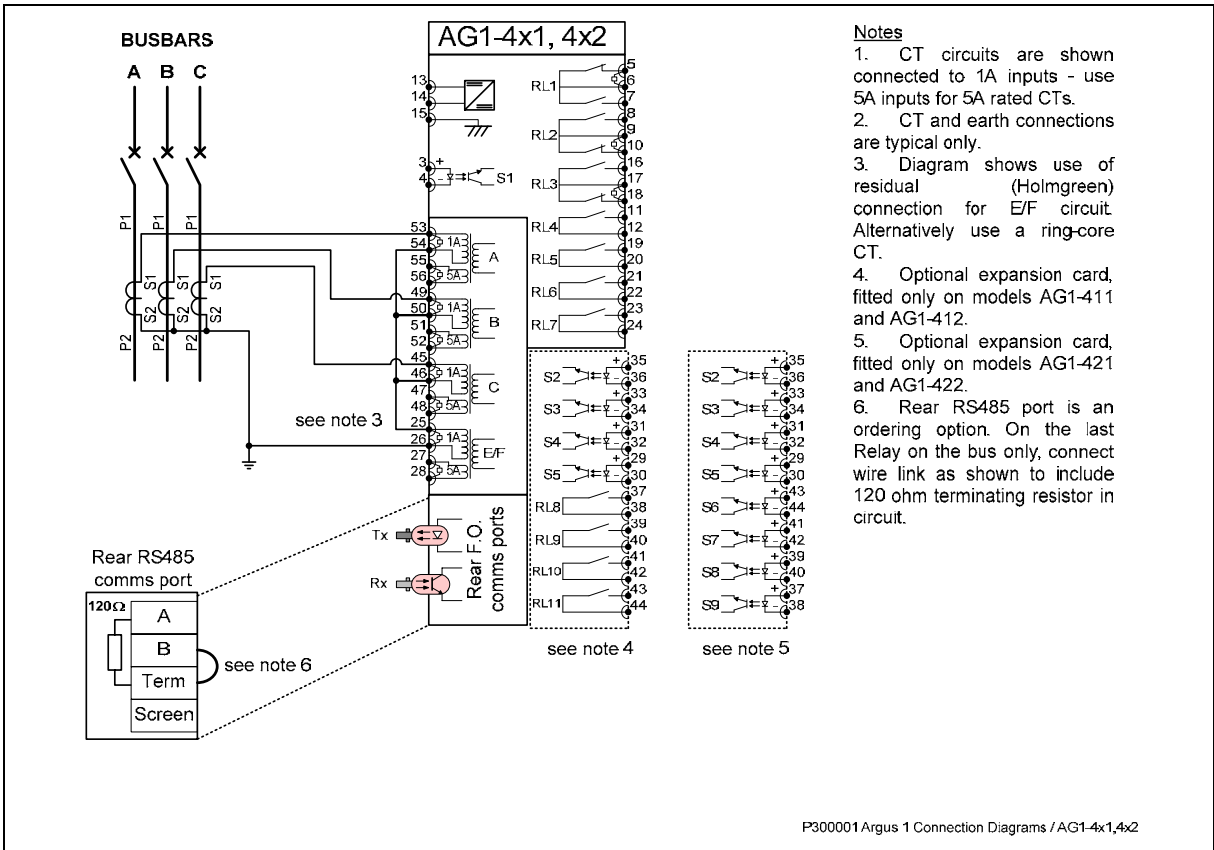 BUSBARS
A B C
P1 P1
S1 S1 S1
S2 S2 S2
P2 P2
AG1-4x1, 4x2
13
14
15
3 +
4 -
S1
53
54 1A
55 A
56 5A
49
50 1A
51 B
52 5A
45
46 1A
47 C
48 5A
25
26 1A
27 E/F
28 5A
see note 3
RL1 5
6
7
RL2 8
9
10
RL3 16
17
18
RL4 11
12
RL5 19
20
RL6 21
22
RL7 23
24
S2 + 35
- 36
S3 + 33
- 34
S4 + 31
- 32
S5 + 29
- 30
RL8 37
38
RL9 39
40
RL10 41
42
RL11 43
44
see note 4
S2 + 35
- 36
S3 + 33
- 34
S4 + 31
- 32
S5 + 29
- 30
S6 + 43
- 44
S7 + 41
- 42
S8 + 39
- 40
S9 + 37
- 38
see note 5
Tx
Rx
Rear F.O.
comms ports
Rear RS485
comms port
120Ω
A
B
Term
Screen
see note 6
Notes
1. CT circuits are shown
connected to 1A inputs - use
5A inputs for 5A rated CTs.
2. CT and earth connections
are typical only.
3. Diagram shows use of
residual (Holmgreen)
connection for E/F circuit.
Alternatively use a ring-core
CT.
4. Optional expansion card,
fitted only on models AG1-411
and AG1-412.
5. Optional expansion card,
fitted only on models AG1-421
and AG1-422.
6. Rear RS485 port is an
ordering option. On the last
Relay on the bus only, connect
wire link as shown to include
120 ohm terminating resistor in
circuit.
P300001 Argus 1 Connection Diagrams / AG1-4x1,4x2